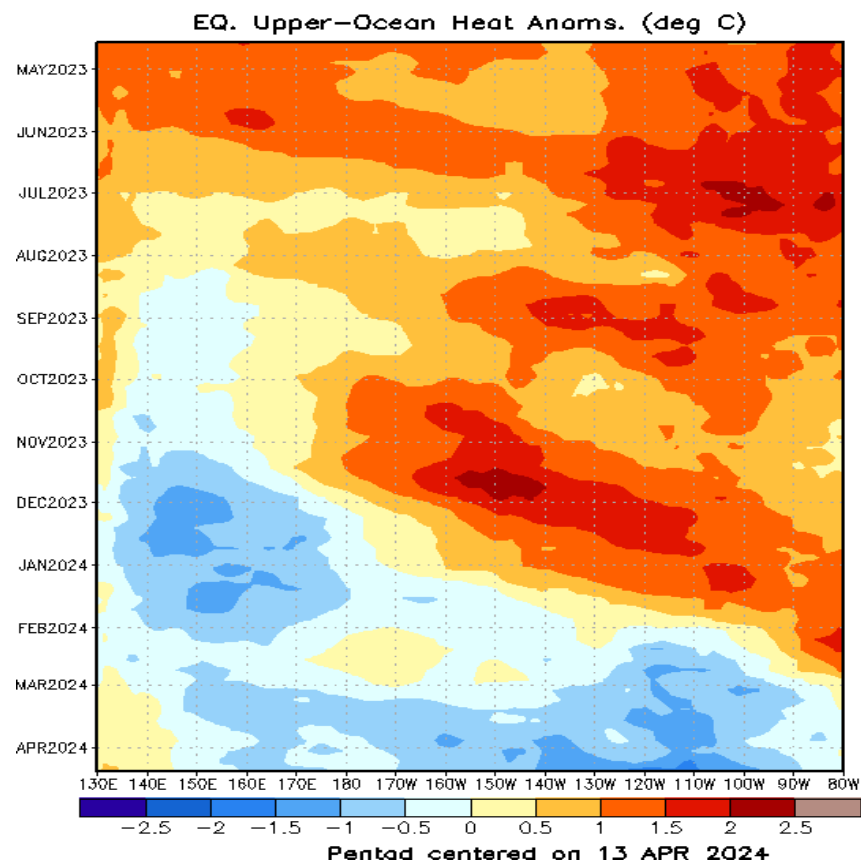 EQ. Upper-Ocean Heat Anoms. (deg C)
MAY2023
JUN2023
JUL2023
AUG2023
SEP2023
OCT2023
NOV2023
DEC2023
JAN2024
FEB2024
MAR2024
APR2024
130E 140E 150E 160E 170E 180 170W 160W 150W 140W 130W 120W 110W 100W 90W 80W
-2.5 -2 -1.5 -1 -0.5 0 0.5 1 1.5 2 2.5
Pentad centered on 13 APR 2024